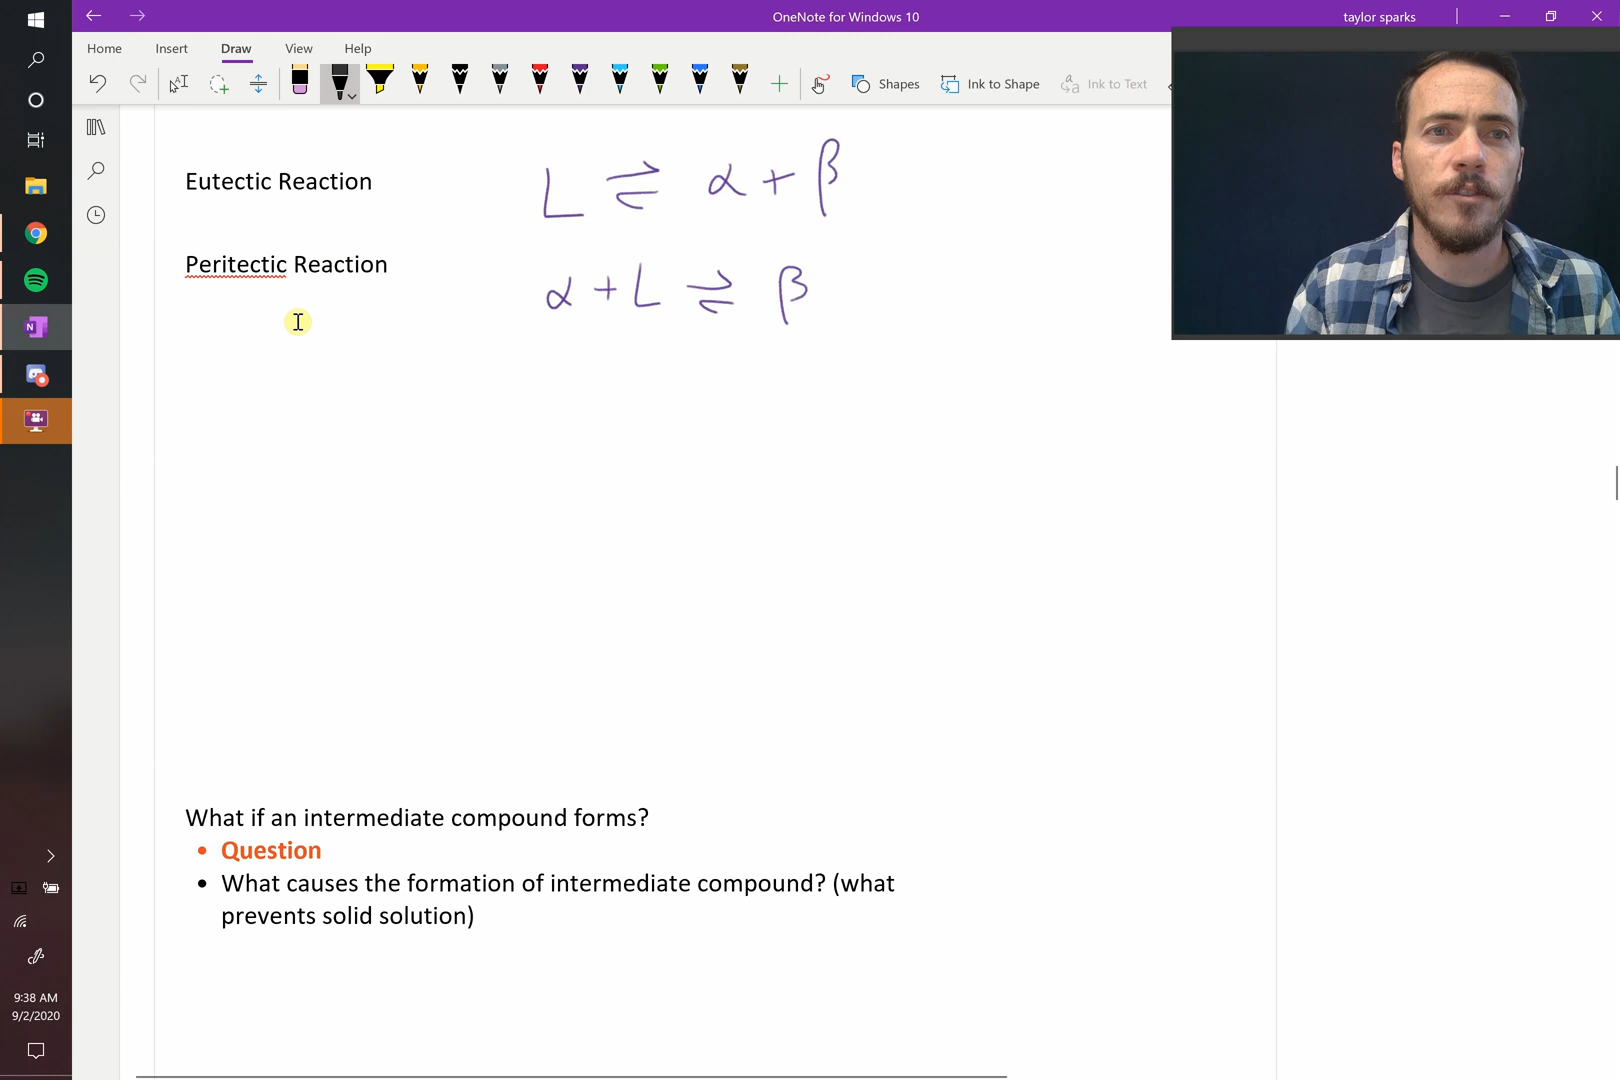 OneNote for Windows 10
taylor sparks
Home Insert Draw View Help
Shapes Ink to Shape Ink to Text
Eutectic Reaction L ⇌ α + β
Peritectic Reaction α + L ⇌ β
What if an intermediate compound forms?
• Question
• What causes the formation of intermediate compound? (what
prevents solid solution)
9:38 AM
9/2/2020